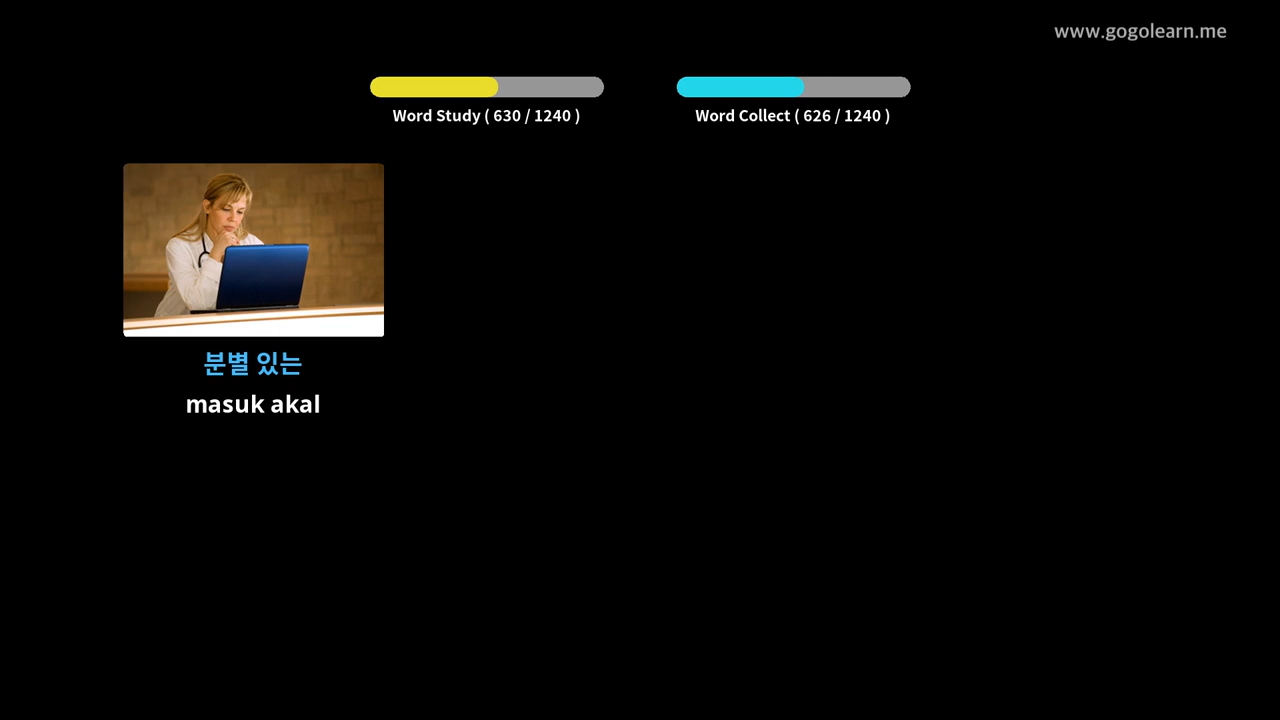 www.gogolearn.me
Word Study ( 630 / 1240 )
Word Collect ( 626 / 1240 )
분별 있는
masuk akal